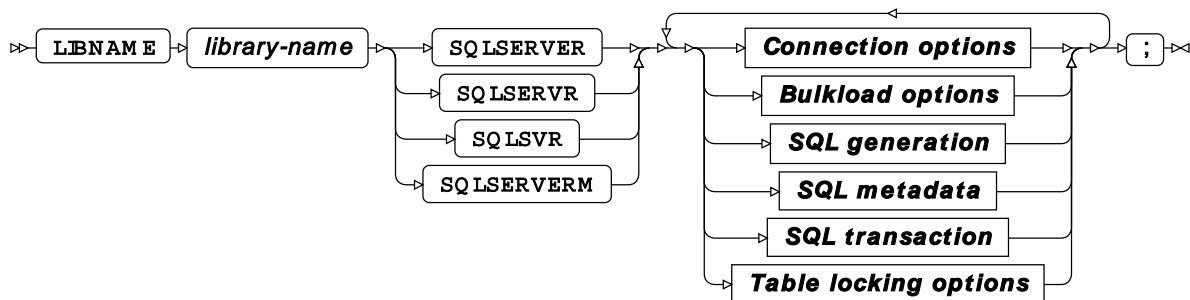 LIBNAME library-name SQLSERVER Connection options ;
SQLSERVR Bulkload options
SQLSVR SQL generation
SQLSERVERM SQL metadata
SQL transaction
Table locking options